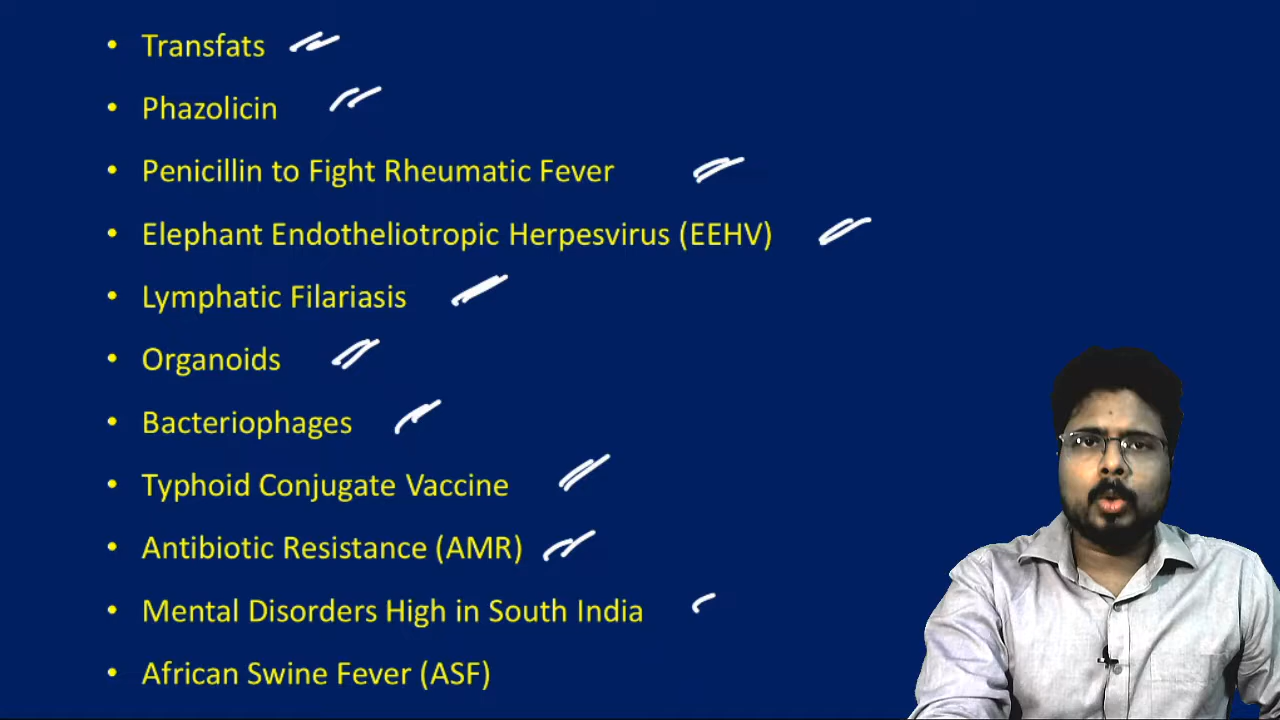 • Transfats
• Phazolicin
• Penicillin to Fight Rheumatic Fever
• Elephant Endotheliotropic Herpesvirus (EEHV)
• Lymphatic Filariasis
• Organoids
• Bacteriophages
• Typhoid Conjugate Vaccine
• Antibiotic Resistance (AMR)
• Mental Disorders High in South India
• African Swine Fever (ASF)